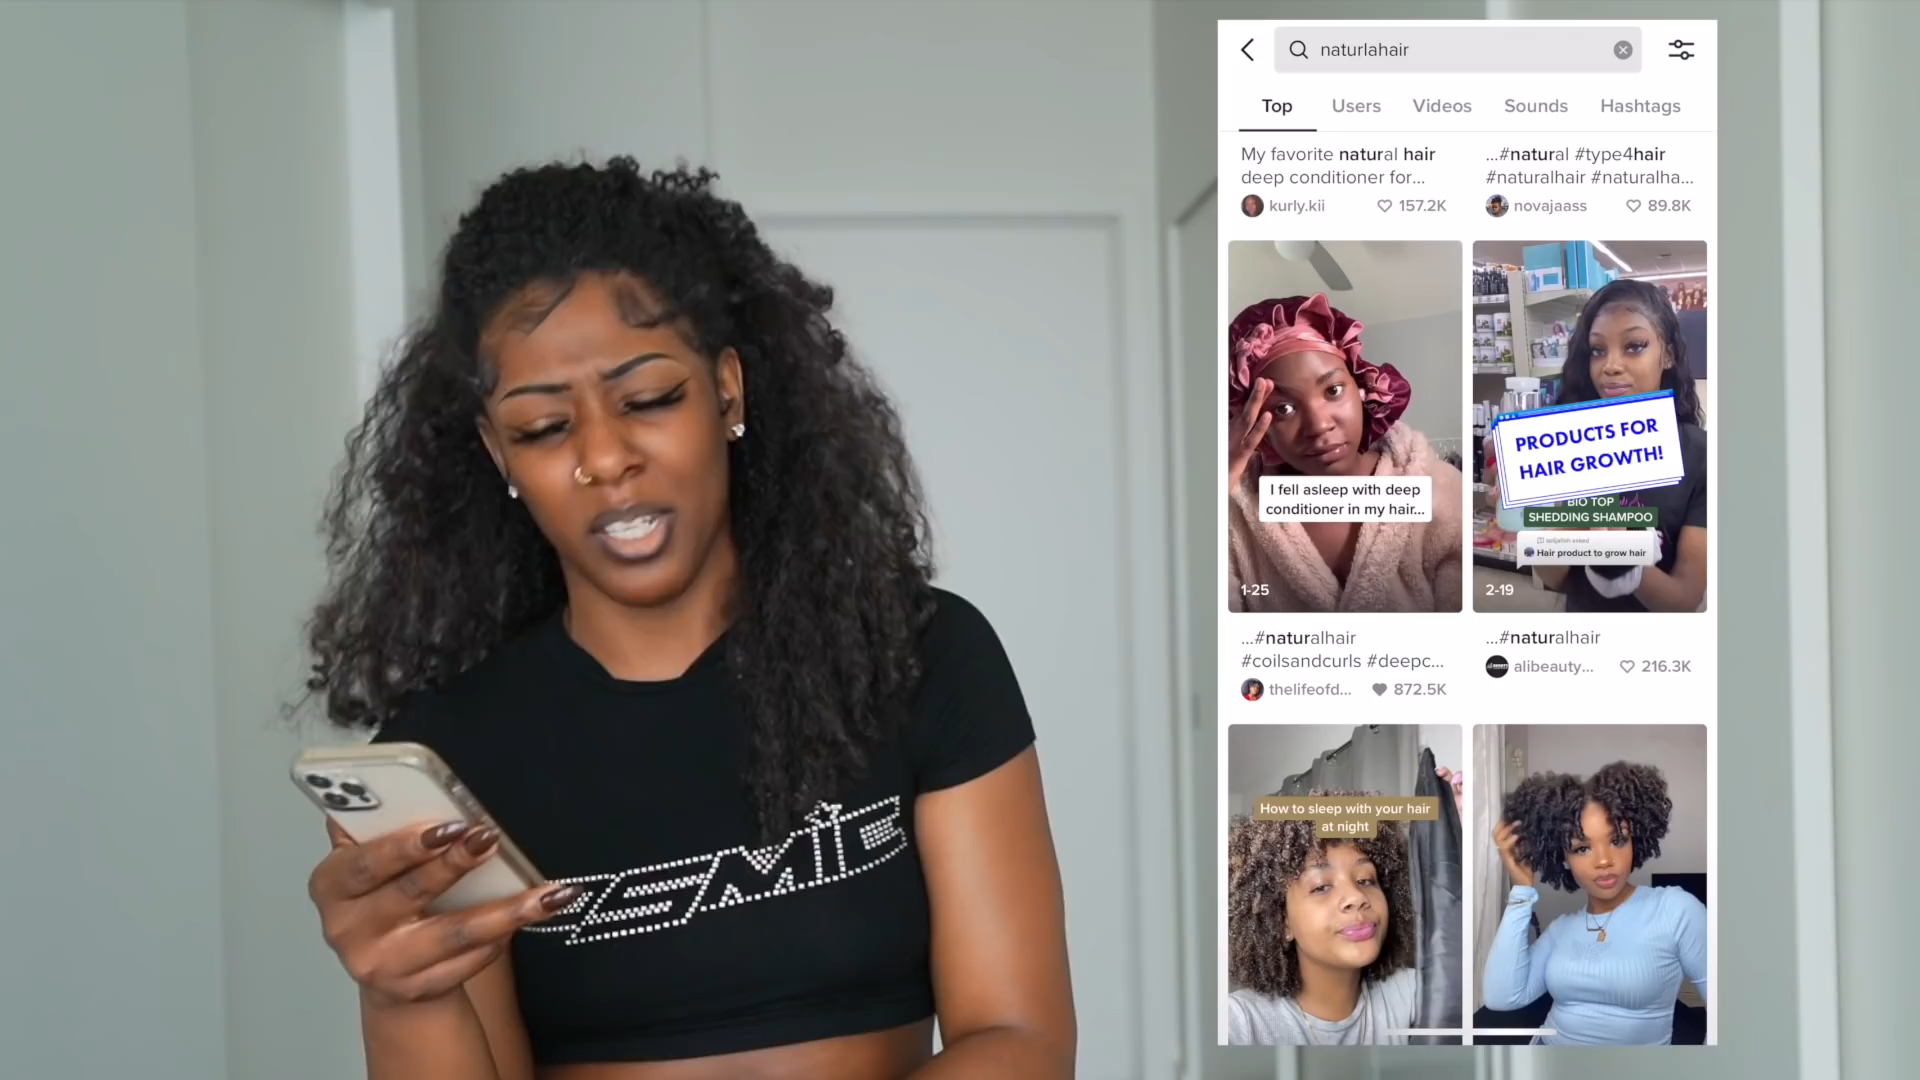 naturlahair
Top Users Videos Sounds Hashtags
My favorite natural hair
deep conditioner for...
kurly.kii 157.2K
...#natural #type4hair
#naturalhair #naturalha...
novajaass 89.8K
I fell asleep with deep
conditioner in my hair...
1-25
PRODUCTS FOR
HAIR GROWTH!
BIO TOP
SHEDDING SHAMPOO
Hair product to grow hair
2-19
...#naturalhair
#coilsandcurls #deepc...
thelifeofd... 872.5K
...#naturalhair
alibeauty... 216.3K
How to sleep with your hair
at night